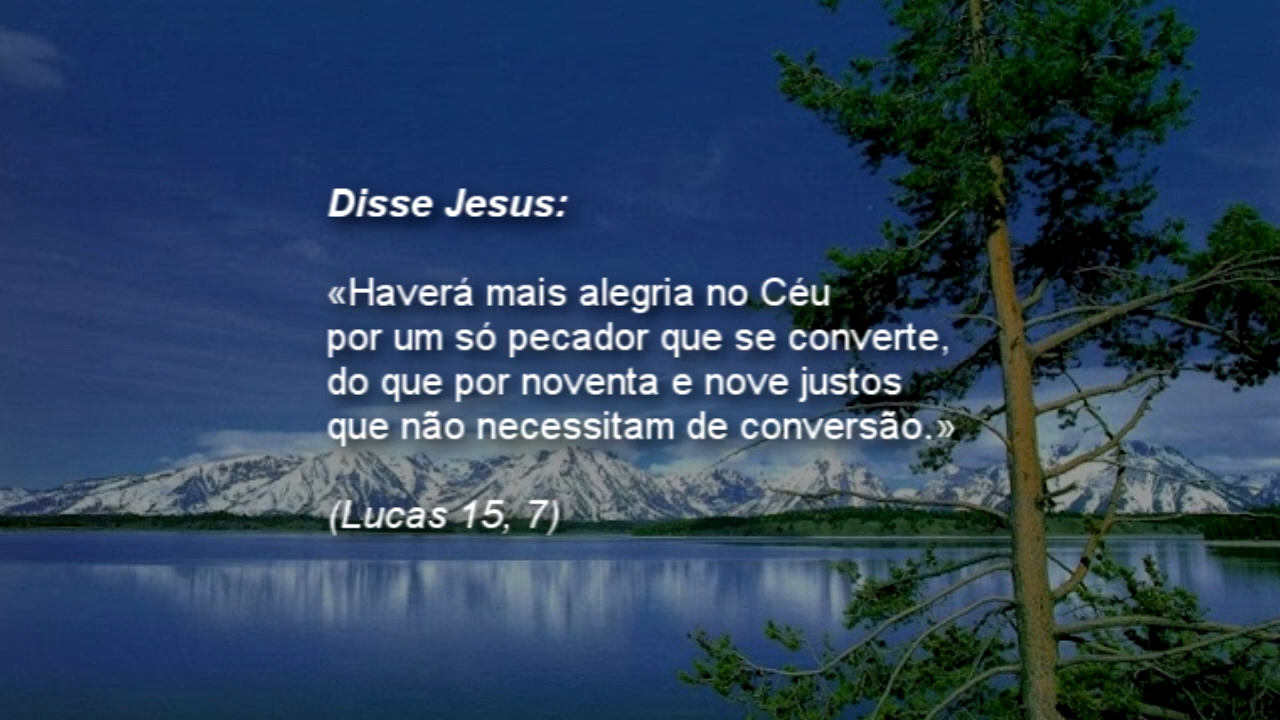 Disse Jesus:
«Haverá mais alegria no Céu
por um só pecador que se converte,
do que por noventa e nove justos
que não necessitam de conversão.»
(Lucas 15, 7)